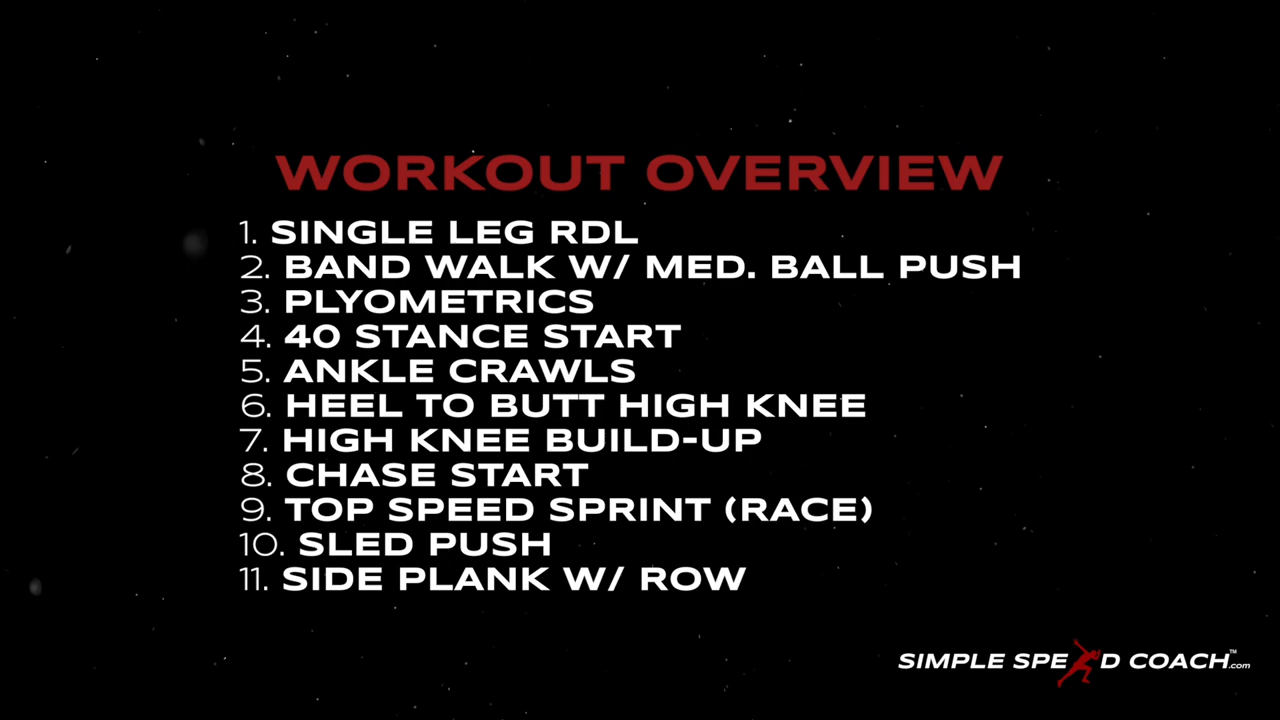 WORKOUT OVERVIEW
1. SINGLE LEG RDL
2. BAND WALK W/ MED. BALL PUSH
3. PLYOMETRICS
4. 40 STANCE START
5. ANKLE CRAWLS
6. HEEL TO BUTT HIGH KNEE
7. HIGH KNEE BUILD-UP
8. CHASE START
9. TOP SPEED SPRINT (RACE)
10. SLED PUSH
11. SIDE PLANK W/ ROW
SIMPLE SPEED COACH™.com